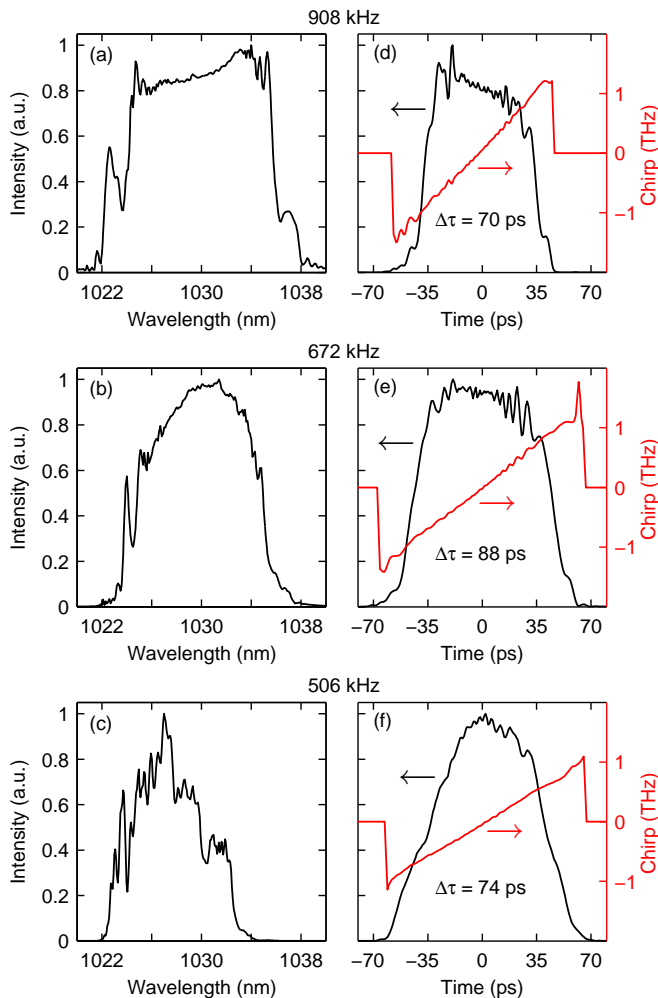 908 kHz
(a)
Intensity (a.u.)
1
0.8
0.6
0.4
0.2
0
1022 1030 1038
Wavelength (nm)
(d)
Δτ = 70 ps
1
0
−1
Chirp (THz)
−70 −35 0 35 70
Time (ps)
672 kHz
(b)
Intensity (a.u.)
1
0.8
0.6
0.4
0.2
0
1022 1030 1038
Wavelength (nm)
(e)
Δτ = 88 ps
1
0
−1
Chirp (THz)
−70 −35 0 35 70
Time (ps)
506 kHz
(c)
Intensity (a.u.)
1
0.8
0.6
0.4
0.2
0
1022 1030 1038
Wavelength (nm)
(f)
Δτ = 74 ps
1
0
−1
Chirp (THz)
−70 −35 0 35 70
Time (ps)